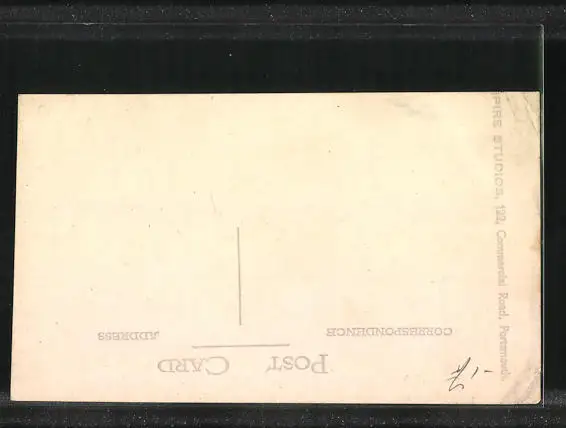 POST CARD
CORRESPONDENCE
ADDRESS
PIRE STUDIOS, 122, Commercial Road, Portsmouth